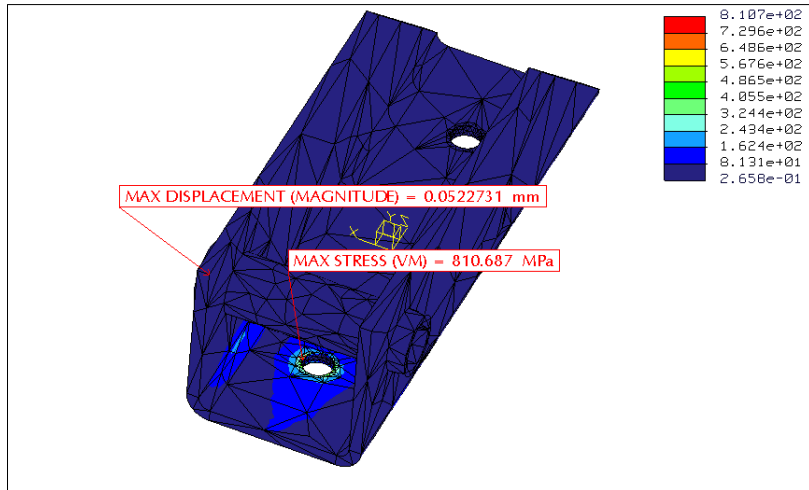 8.107e+02
7.296e+02
6.486e+02
5.676e+02
4.865e+02
4.055e+02
3.244e+02
2.434e+02
1.624e+02
8.131e+01
2.658e-01
MAX DISPLACEMENT (MAGNITUDE) = 0.0522731 mm
Y Z
X
MAX STRESS (VM) = 810.687 MPa